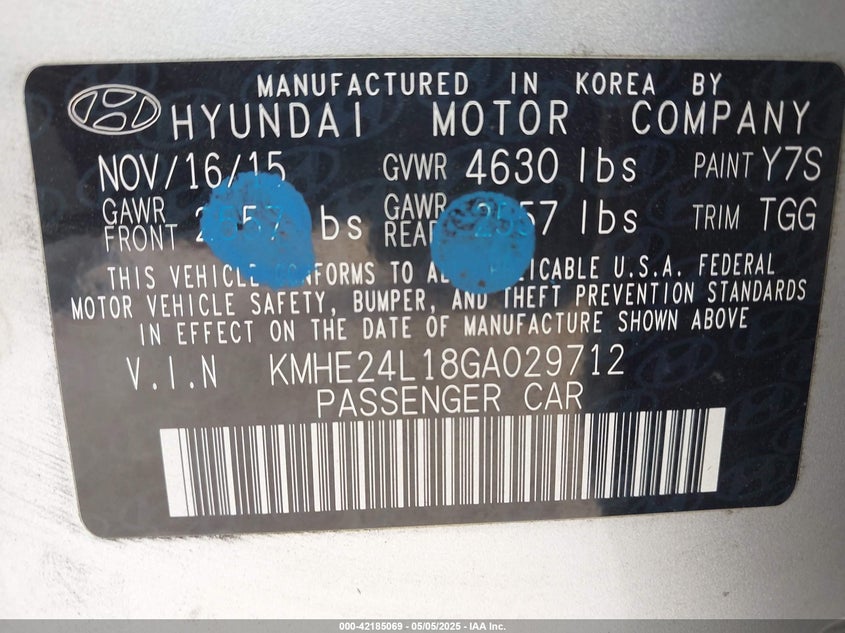 MANUFACTURED IN KOREA BY
HYUNDAI MOTOR COMPANY
NOV/16/15 GVWR 4630 lbs PAINT Y7S
GAWR FRONT lbs GAWR REAR lbs TRIM TGG
THIS VEHICLE CONFORMS TO ALL APPLICABLE U.S.A. FEDERAL
MOTOR VEHICLE SAFETY, BUMPER, AND THEFT PREVENTION STANDARDS
IN EFFECT ON THE DATE OF MANUFACTURE SHOWN ABOVE
V.I.N KMHE24L18GA029712
PASSENGER CAR
000-42185069 - 05/05/2025 - IAA Inc.